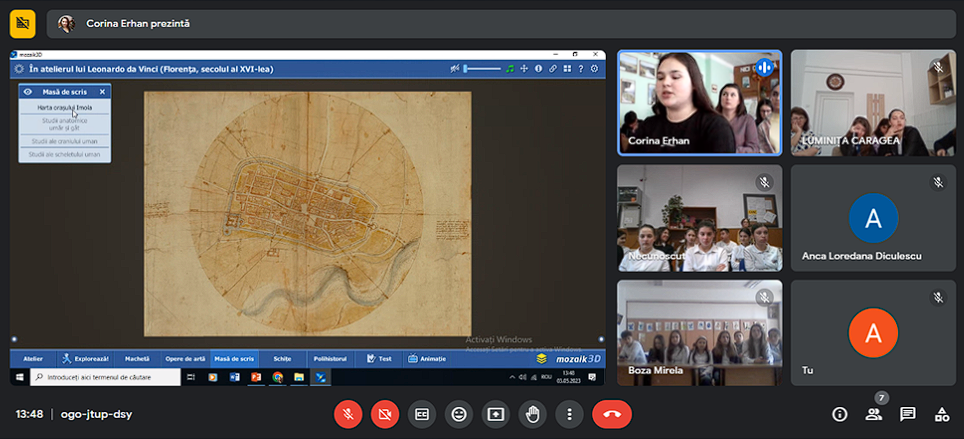 Corina Erhan prezintă
mozaik3D
În atelierul lui Leonardo da Vinci (Florența, secolul al XVI-lea)
Masă de scris
Harta orașului Imola
Studii anatomice
umăr și gât
Studii ale craniului uman
Studii ale scheletului uman
Activați Windows
Accesați Setări pentru a activa Windows.
Atelier
Explorează!
Machetă
Opere de artă
Masă de scris
Schițe
Polihistorul
Test
Animație
mozaik3D
Introduceți aici termenul de căutare
ROU
13:48
03.05.2023
Corina Erhan
LUMINIȚA CARAGEA
Necunoscut
Anca Loredana Diculescu
A
Boza Mirela
Tu
A
13:48 | ogo-jtup-dsy
7